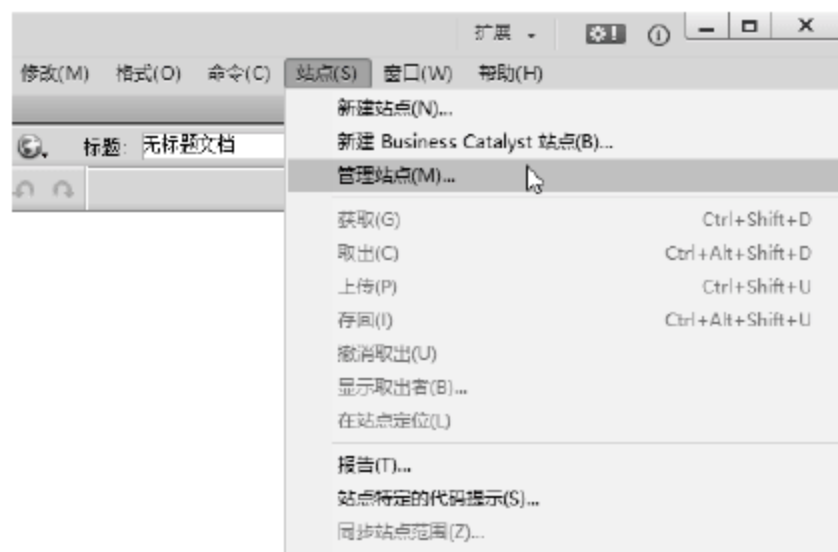 扩展
修改(M) 格式(O) 命令(C) 站点(S) 窗口(W) 帮助(H)
新建站点(N)...
标题: 无标题文档
新建 Business Catalyst 站点(B)...
管理站点(M)...
获取(G) Ctrl+Shift+D
取出(C) Ctrl+Alt+Shift+D
上传(P) Ctrl+Shift+U
存回(I) Ctrl+Alt+Shift+U
撤消取出(U)
显示取出者(B)...
在站点定位(L)
报告(T)...
站点特定的代码提示(S)...
同步站点范围(Z)...